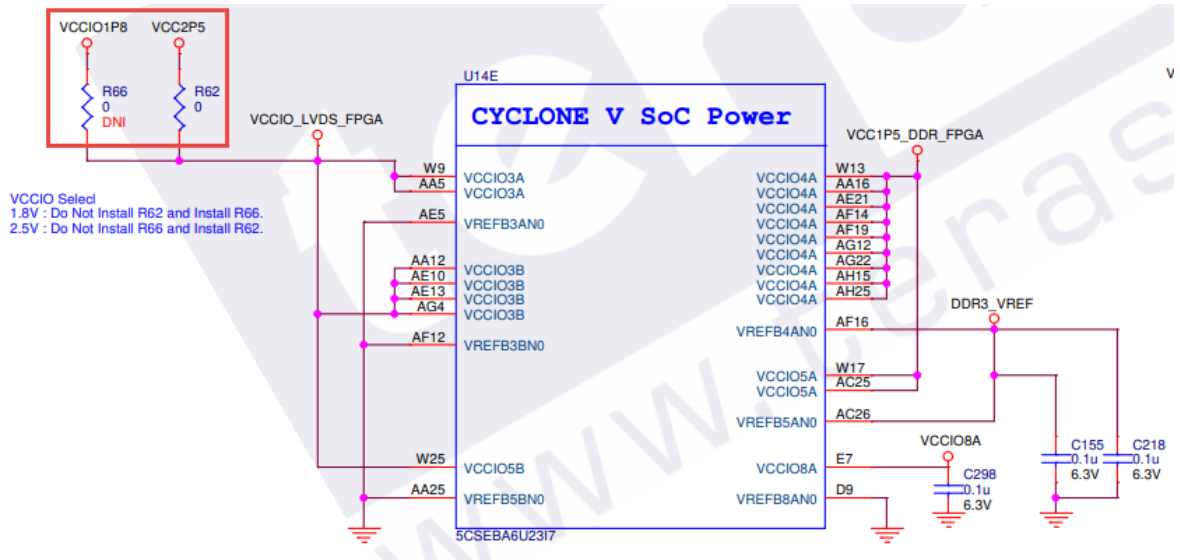 VCCIO1P8
VCC2P5
R66
0
DNI
R62
0
VCCIO_LVDS_FPGA
VCCIO Selecl
1.8V : Do Not Install R62 and Install R66.
2.5V : Do Not Install R66 and Install R62.
U14E
CYCLONE V SoC Power
VCC1P5_DDR_FPGA
W9 VCCIO3A
AA5 VCCIO3A
AE5 VREFB3AN0
AA12 VCCIO3B
AE10 VCCIO3B
AE13 VCCIO3B
AG4 VCCIO3B
AF12 VREFB3BN0
W25 VCCIO5B
AA25 VREFB5BN0
VCCIO4A W13
VCCIO4A AA16
VCCIO4A AE21
VCCIO4A AF14
VCCIO4A AF19
VCCIO4A AG12
VCCIO4A AG22
VCCIO4A AH15
VCCIO4A AH25
VREFB4AN0 AF16
VCCIO5A W17
VCCIO5A AC25
VREFB5AN0 AC26
VCCIO8A E7
VREFB8AN0 D9
5CSEBA6U23I7
DDR3_VREF
VCCIO8A
C298
0.1u
6.3V
C155
0.1u
6.3V
C218
0.1u
6.3V
V
www.teras